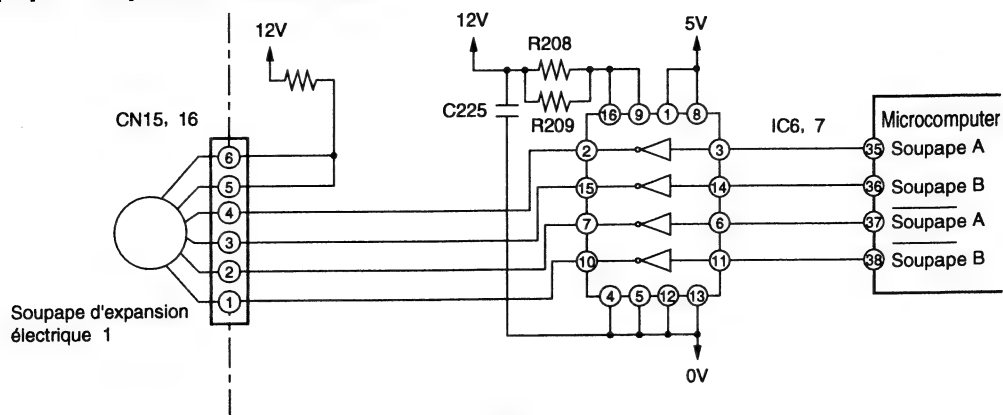 12V
12V
R208
5V
C225
R209
CN15, 16
16
9
1
8
IC6, 7
Microcomputer
6
2
3
35 Soupape A
5
15
14
36 Soupape B
4
7
6
37 Soupape A
3
10
11
38 Soupape B
2
1
4
5
12
13
Soupape d'expansion
électrique 1
0V